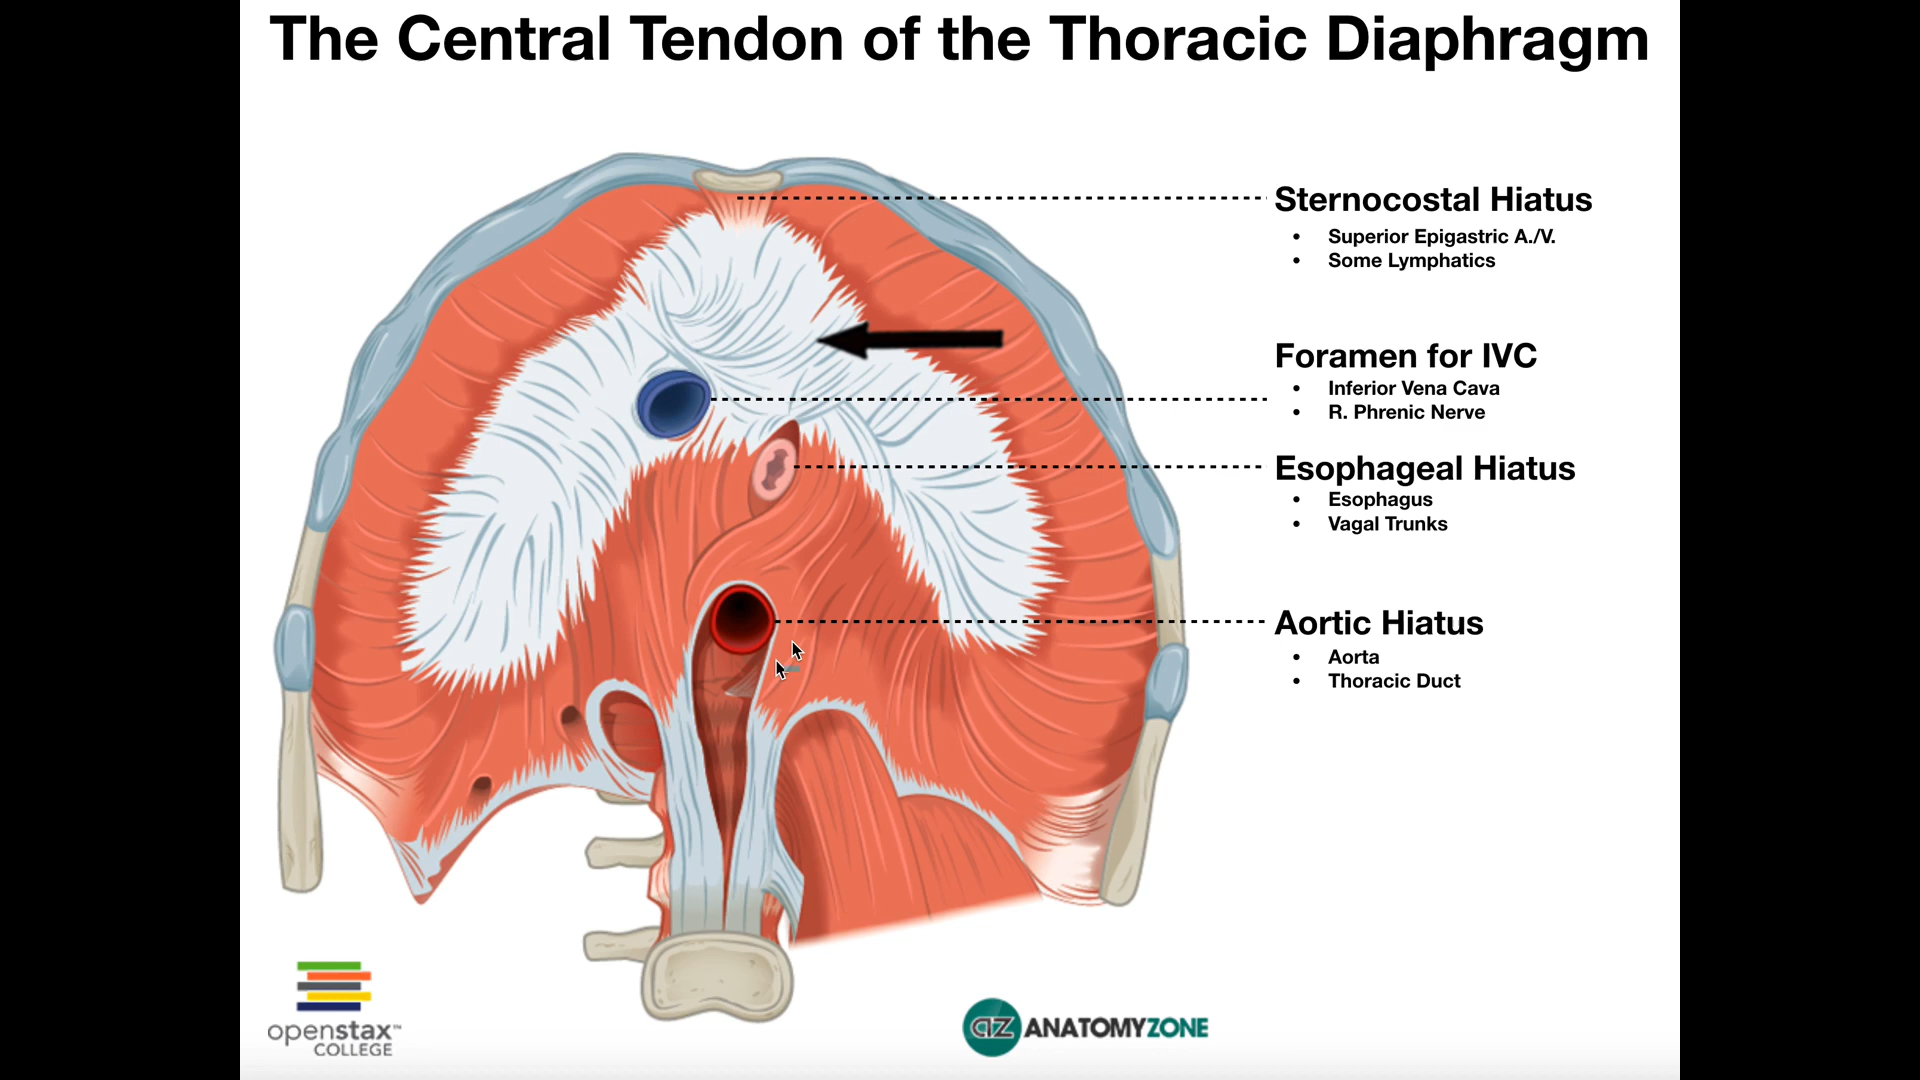 The Central Tendon of the Thoracic Diaphragm
Sternocostal Hiatus
• Superior Epigastric A./V.
• Some Lymphatics
Foramen for IVC
• Inferior Vena Cava
• R. Phrenic Nerve
Esophageal Hiatus
• Esophagus
• Vagal Trunks
Aortic Hiatus
• Aorta
• Thoracic Duct
openstax™
COLLEGE
AZ ANATOMYZONE